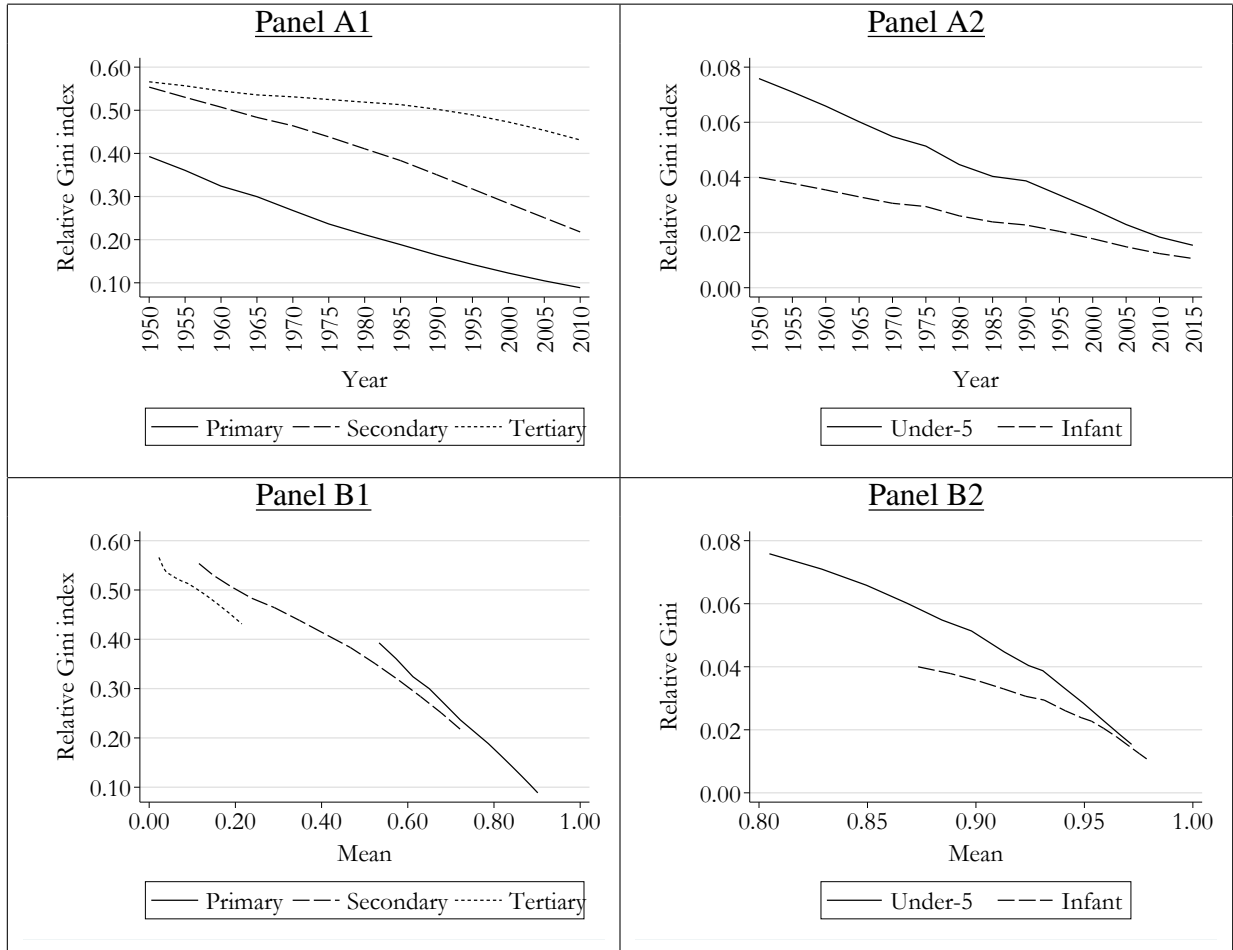 Panel A1
Relative Gini index
0.60
0.50
0.40
0.30
0.20
0.10
1950
1955
1960
1965
1970
1975
1980
1985
1990
1995
2000
2005
2010
Year
Primary Secondary Tertiary
Panel A2
Relative Gini index
0.08
0.06
0.04
0.02
0.00
1950
1955
1960
1965
1970
1975
1980
1985
1990
1995
2000
2005
2010
2015
Year
Under-5 Infant
Panel B1
Relative Gini index
0.60
0.50
0.40
0.30
0.20
0.10
0.00 0.20 0.40 0.60 0.80 1.00
Mean
Primary Secondary Tertiary
Panel B2
Relative Gini
0.08
0.06
0.04
0.02
0.00
0.80 0.85 0.90 0.95 1.00
Mean
Under-5 Infant